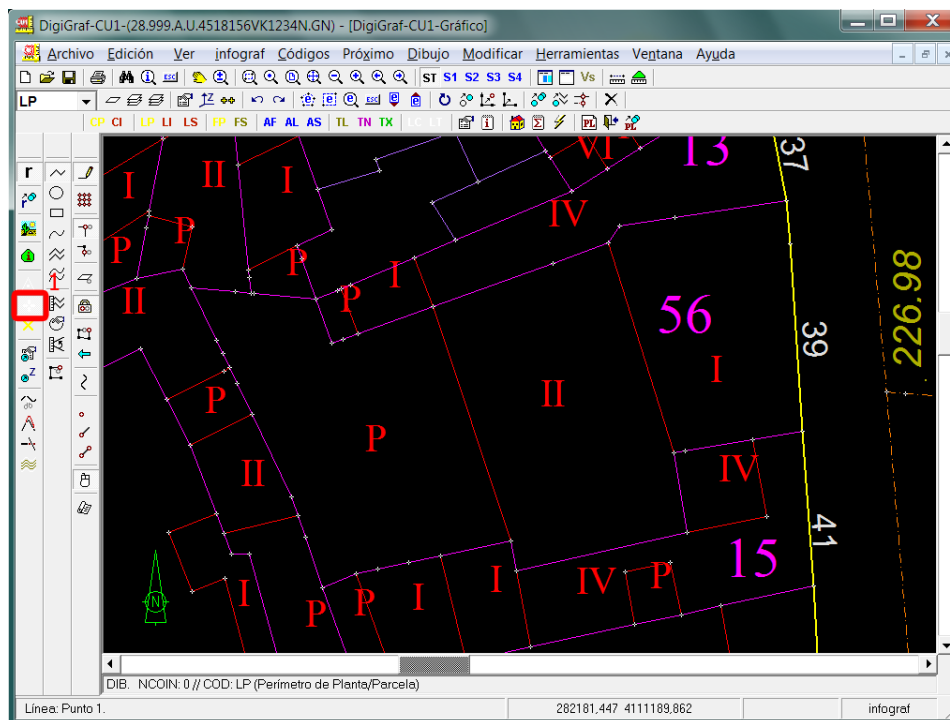 DigiGraf-CU1-(28.999.A.U.4518156VK1234N.GN) - [DigiGraf-CU1-Gráfico]
Archivo Edición Ver infograf Códigos Próximo Dibujo Modificar Herramientas Ventana Ayuda
ST S1 S2 S3 S4 Vs
LP
CP CI LP LI LS FP FS AF AL AS TL TN TX LC LT PL
r
1
VI
13
37
I
II
I
IV
P
P
P
I
P
II
56
39
226.98
I
P
II
P
IV
II
41
15
I
P
P
I
I
IV
P
N
DIB. NCOIN: 0 // COD: LP (Perímetro de Planta/Parcela)
Línea: Punto 1.
282181,447 4111189,862
infograf